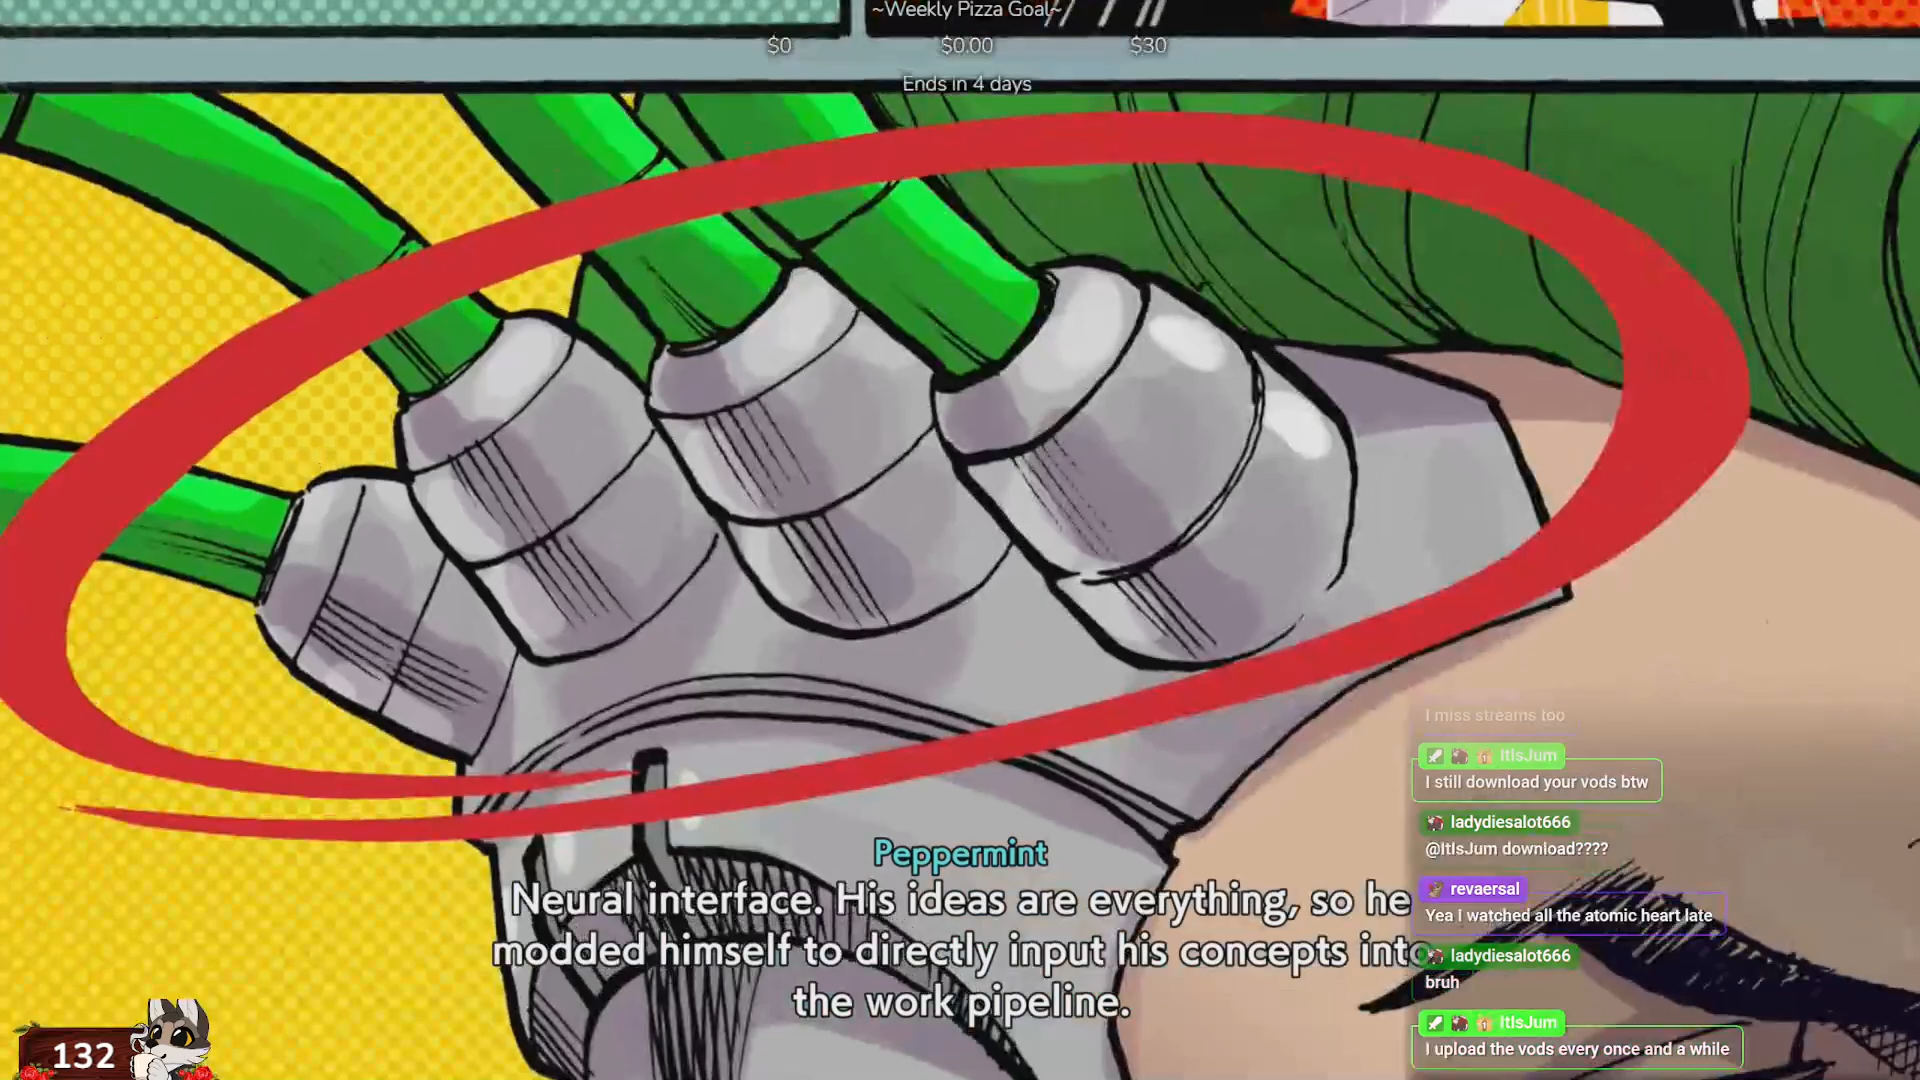 ~Weekly Pizza Goal~
$0 $0.00 $30
Ends in 4 days
I miss streams too
ItIsJum
I still download your vods btw
ladydiesalot666
@ItIsJum download????
revaersal
Yea I watched all the atomic heart late
ladydiesalot666
bruh
ItIsJum
I upload the vods every once and a while
Peppermint
Neural interface. His ideas are everything, so he
modded himself to directly input his concepts into
the work pipeline.
132